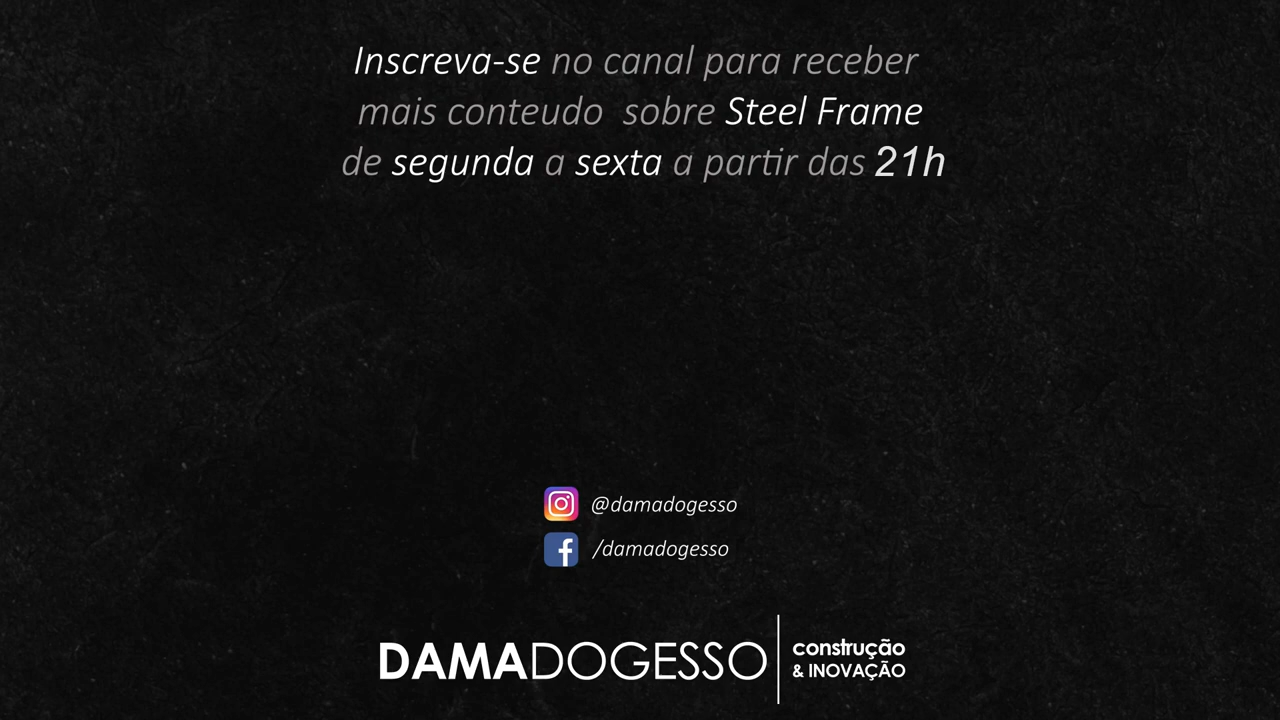 Inscreva-se no canal para receber
mais conteudo sobre Steel Frame
de segunda a sexta a partir das 21h
@damadogesso
/damadogesso
DAMADOGESSO
construção
& INOVAÇÃO